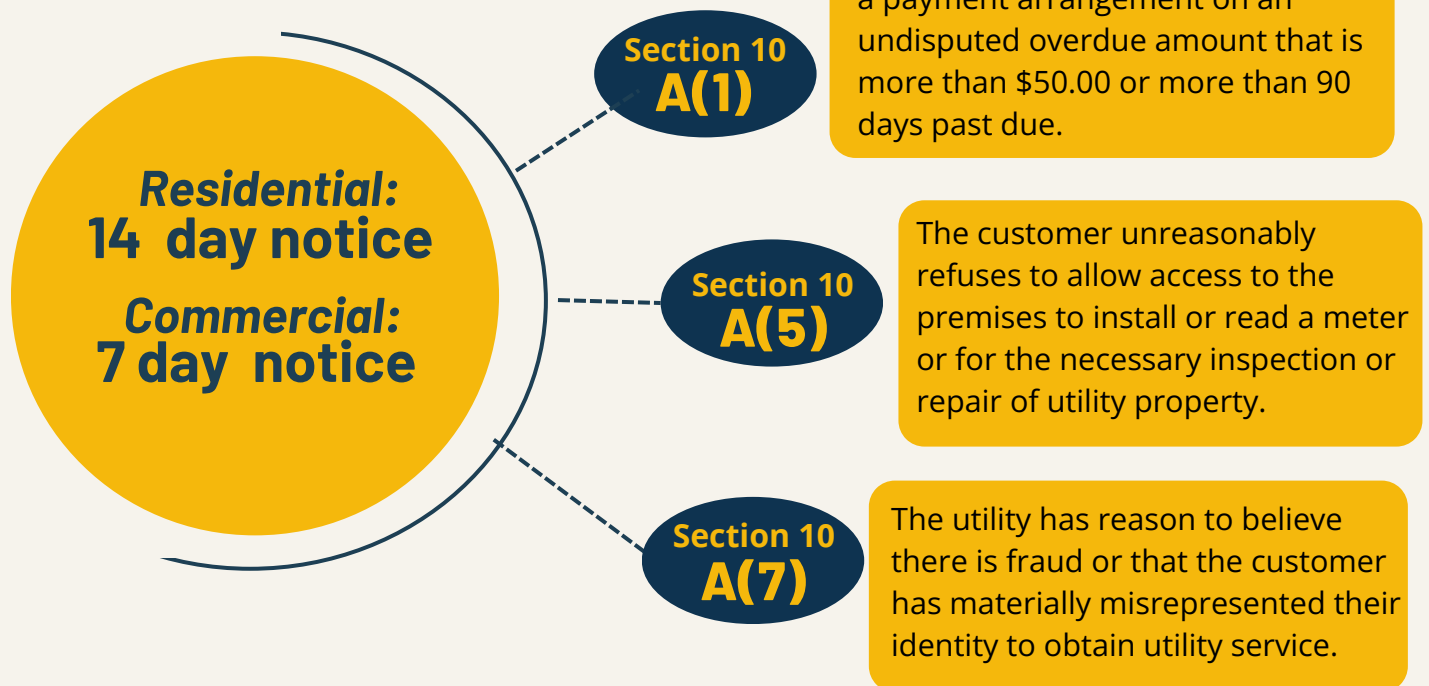 Residential:
14 day notice
Commercial:
7 day notice
Section 10
A(1)
a payment arrangement on an
undisputed overdue amount that is
more than $50.00 or more than 90
days past due.
Section 10
A(5)
The customer unreasonably
refuses to allow access to the
premises to install or read a meter
or for the necessary inspection or
repair of utility property.
Section 10
A(7)
The utility has reason to believe
there is fraud or that the customer
has materially misrepresented their
identity to obtain utility service.